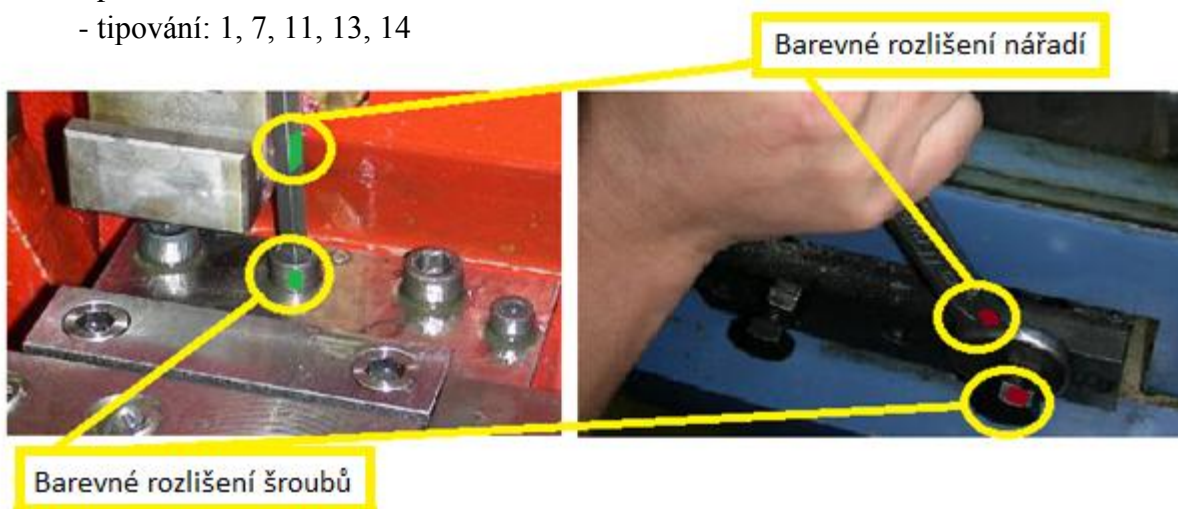 - tipování: 1, 7, 11, 13, 14
Barevné rozlišení nářadí
Barevné rozlišení šroubů